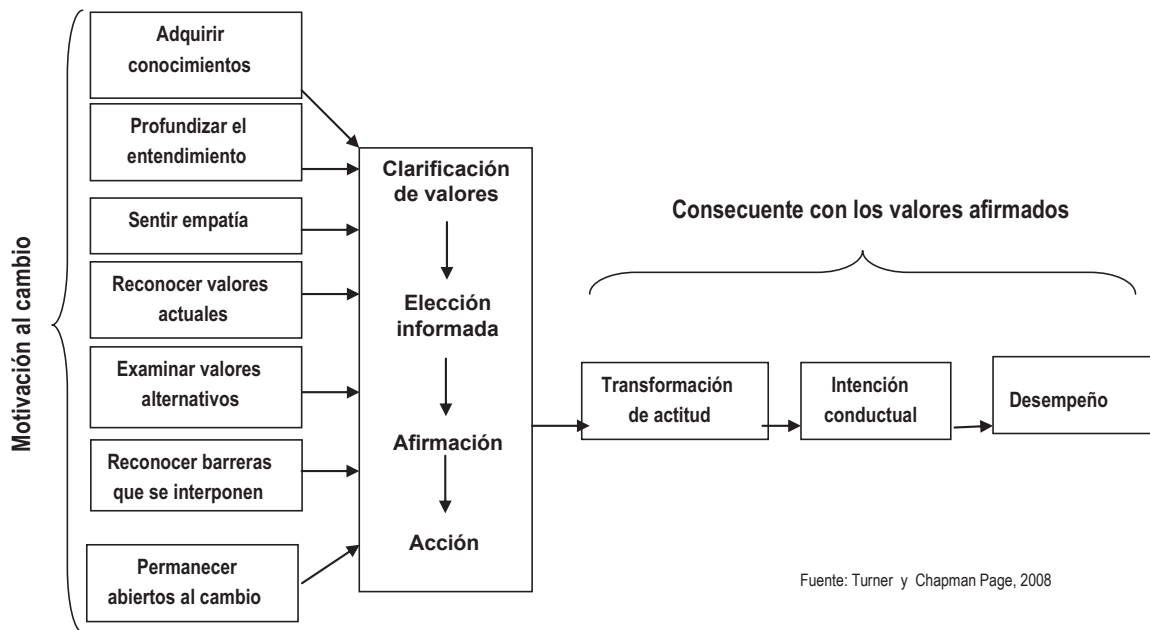 Motivación al cambio
Adquirir
conocimientos
Profundizar el
entendimiento
Sentir empatía
Reconocer valores
actuales
Examinar valores
alternativos
Reconocer barreras
que se interponen
Permanecer
abiertos al cambio
Clarificación
de valores
Elección
informada
Afirmación
Acción
Consecuente con los valores afirmados
Transformación
de actitud
Intención
conductual
Desempeño
Fuente: Turner y Chapman Page, 2008